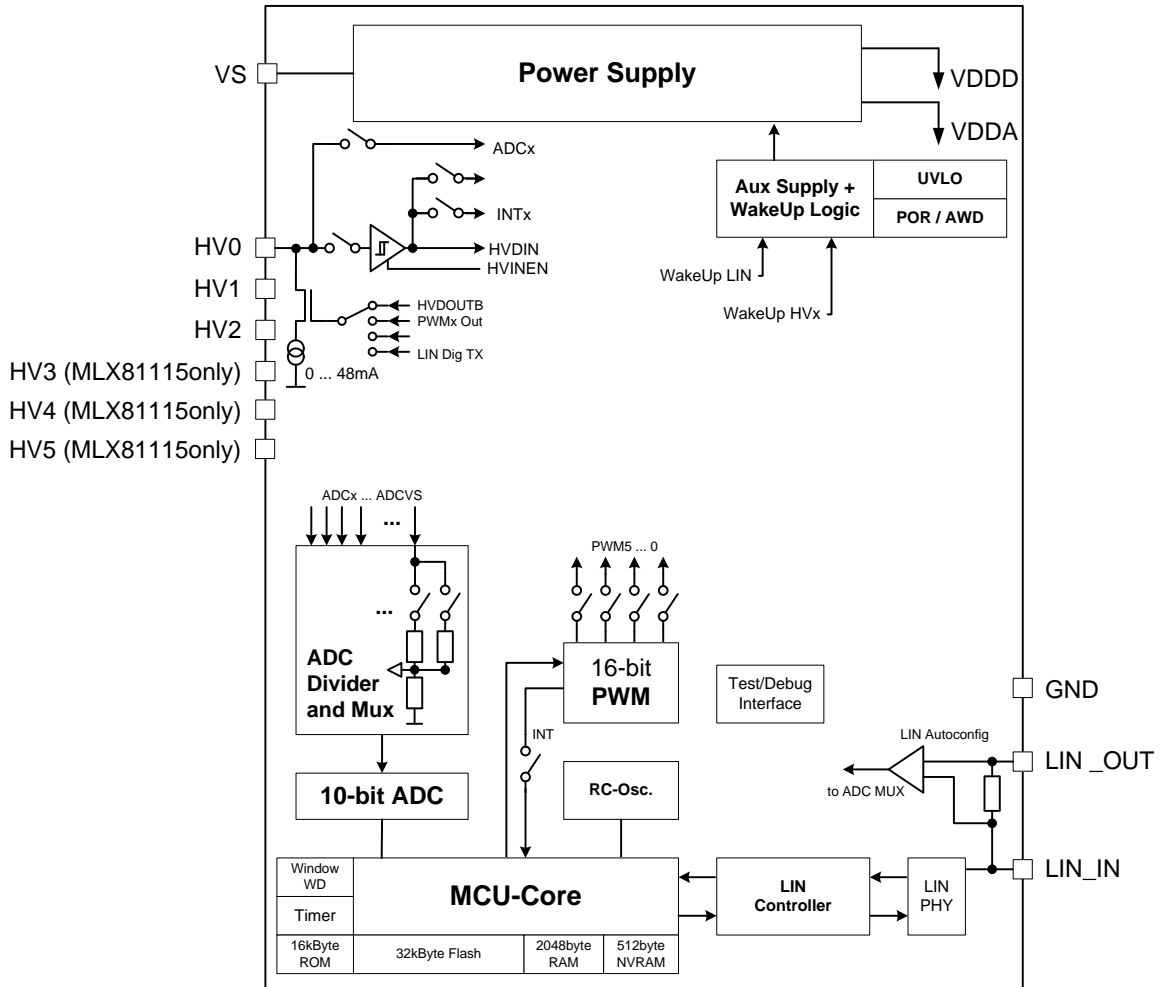 VS
Power Supply
VDDD
VDDA
ADCx
INTx
Aux Supply +
WakeUp Logic
UVLO
POR / AWD
HV0
HVDIN
HVINEN
WakeUp LIN
WakeUp HVx
HV1
HV2
HV3 (MLX81115only)
HV4 (MLX81115only)
HV5 (MLX81115only)
HVDOUTB
PWMx Out
LIN Dig TX
0 ... 48mA
ADCx ... ADCVS
...
...
ADC
Divider
and Mux
PWM5 ... 0
16-bit
PWM
INT
Test/Debug
Interface
GND
LIN Autoconfig
LIN _OUT
to ADC MUX
10-bit ADC
RC-Osc.
LIN_IN
Window
WD
Timer
MCU-Core
LIN
Controller
LIN
PHY
16kByte
ROM
32kByte Flash
2048byte
RAM
512byte
NVRAM